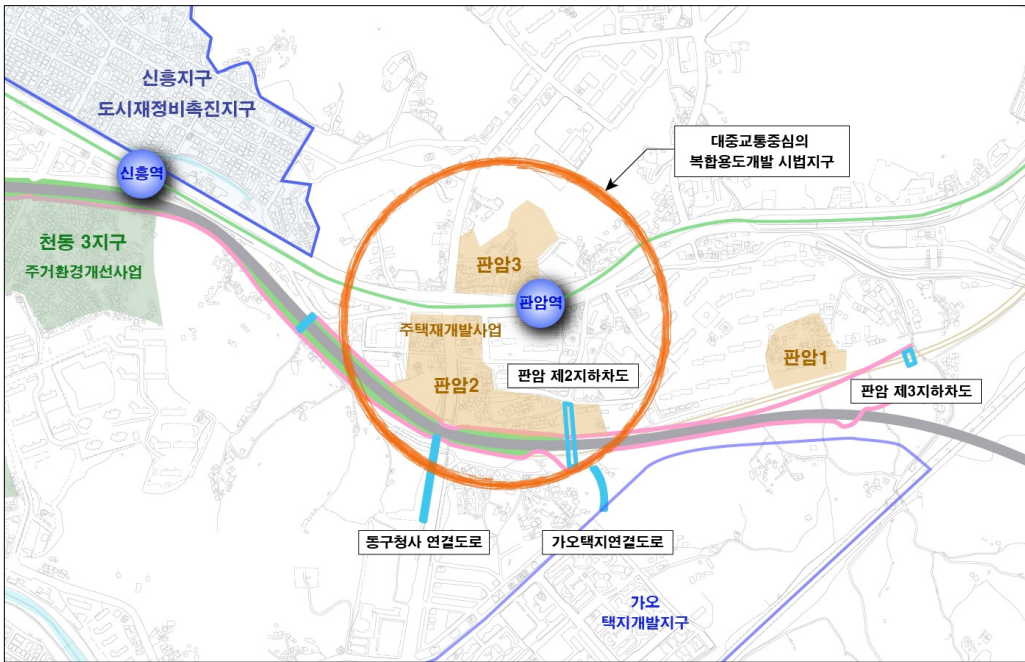 신흥지구
도시재정비촉진지구
대중교통중심의
복합용도개발 시범지구
신흥역
천동 3지구
주거환경개선사업
판암3
판암역
주택재개발사업
판암1
판암2
판암 제2지하차도
판암 제3지하차도
동구청사 연결도로
가오택지연결도로
가오
택지개발지구